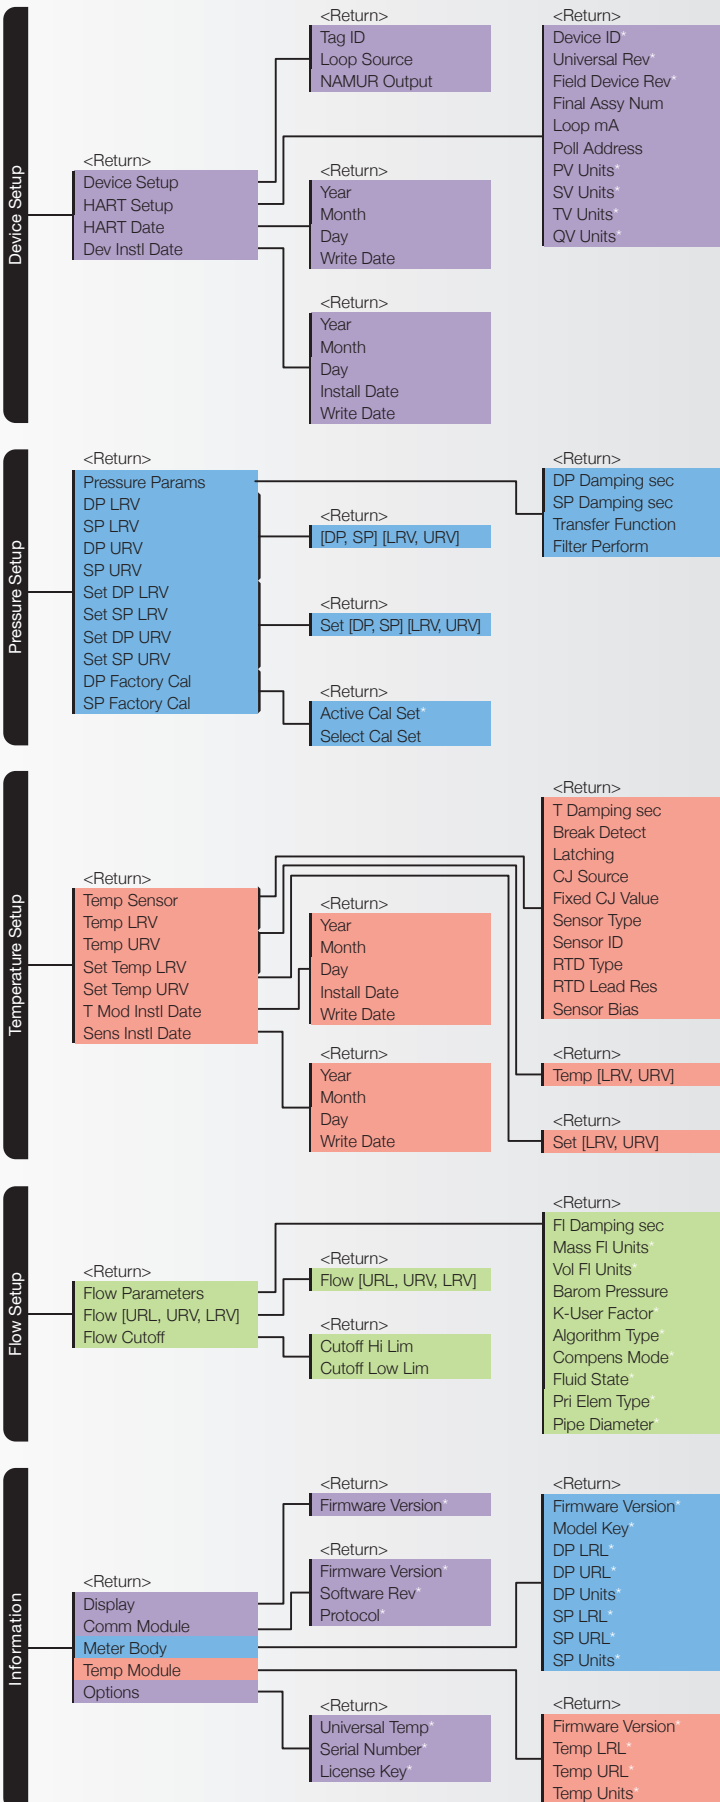 Device Setup
<Return>
Device Setup
HART Setup
HART Date
Dev Instl Date
<Return>
Tag ID
Loop Source
NAMUR Output
<Return>
Year
Month
Day
Write Date
<Return>
Year
Month
Day
Install Date
Write Date
<Return>
Device ID*
Universal Rev*
Field Device Rev*
Final Assy Num
Loop mA
Poll Address
PV Units*
SV Units*
TV Units*
QV Units*
Pressure Setup
<Return>
Pressure Params
DP LRV
SP LRV
DP URV
SP URV
Set DP LRV
Set SP LRV
Set DP URV
Set SP URV
DP Factory Cal
SP Factory Cal
<Return>
[DP, SP] [LRV, URV]
<Return>
Set [DP, SP] [LRV, URV]
<Return>
Active Cal Set*
Select Cal Set
<Return>
DP Damping sec
SP Damping sec
Transfer Function
Filter Perform
Temperature Setup
<Return>
Temp Sensor
Temp LRV
Temp URV
Set Temp LRV
Set Temp URV
T Mod Instl Date
Sens Instl Date
<Return>
Year
Month
Day
Install Date
Write Date
<Return>
Year
Month
Day
Write Date
<Return>
T Damping sec
Break Detect
Latching
CJ Source
Fixed CJ Value
Sensor Type
Sensor ID
RTD Type
RTD Lead Res
Sensor Bias
<Return>
Temp [LRV, URV]
<Return>
Set [LRV, URV]
Flow Setup
<Return>
Flow Parameters
Flow [URL, URV, LRV]
Flow Cutoff
<Return>
Flow [URL, URV, LRV]
<Return>
Cutoff Hi Lim
Cutoff Low Lim
<Return>
Fl Damping sec
Mass Fl Units*
Vol Fl Units*
Barom Pressure
K-User Factor*
Algorithm Type*
Compens Mode*
Fluid State*
Pri Elem Type*
Pipe Diameter*
Information
<Return>
Display
Comm Module
Meter Body
Temp Module
Options
<Return>
Firmware Version*
<Return>
Firmware Version*
Software Rev*
Protocol*
<Return>
Universal Temp*
Serial Number*
License Key*
<Return>
Firmware Version*
Model Key*
DP LRL*
DP URL*
DP Units*
SP LRL*
SP URL*
SP Units*
<Return>
Firmware Version*
Temp LRL*
Temp URL*
Temp Units*